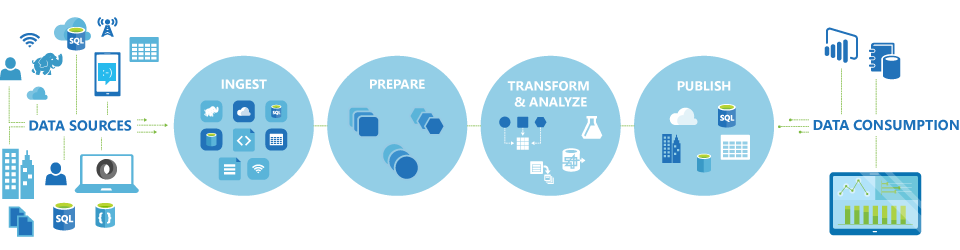 SQL
INGEST
PREPARE
TRANSFORM
& ANALYZE
PUBLISH
SQL
SQL
DATA SOURCES
DATA CONSUMPTION
SQL
{ }